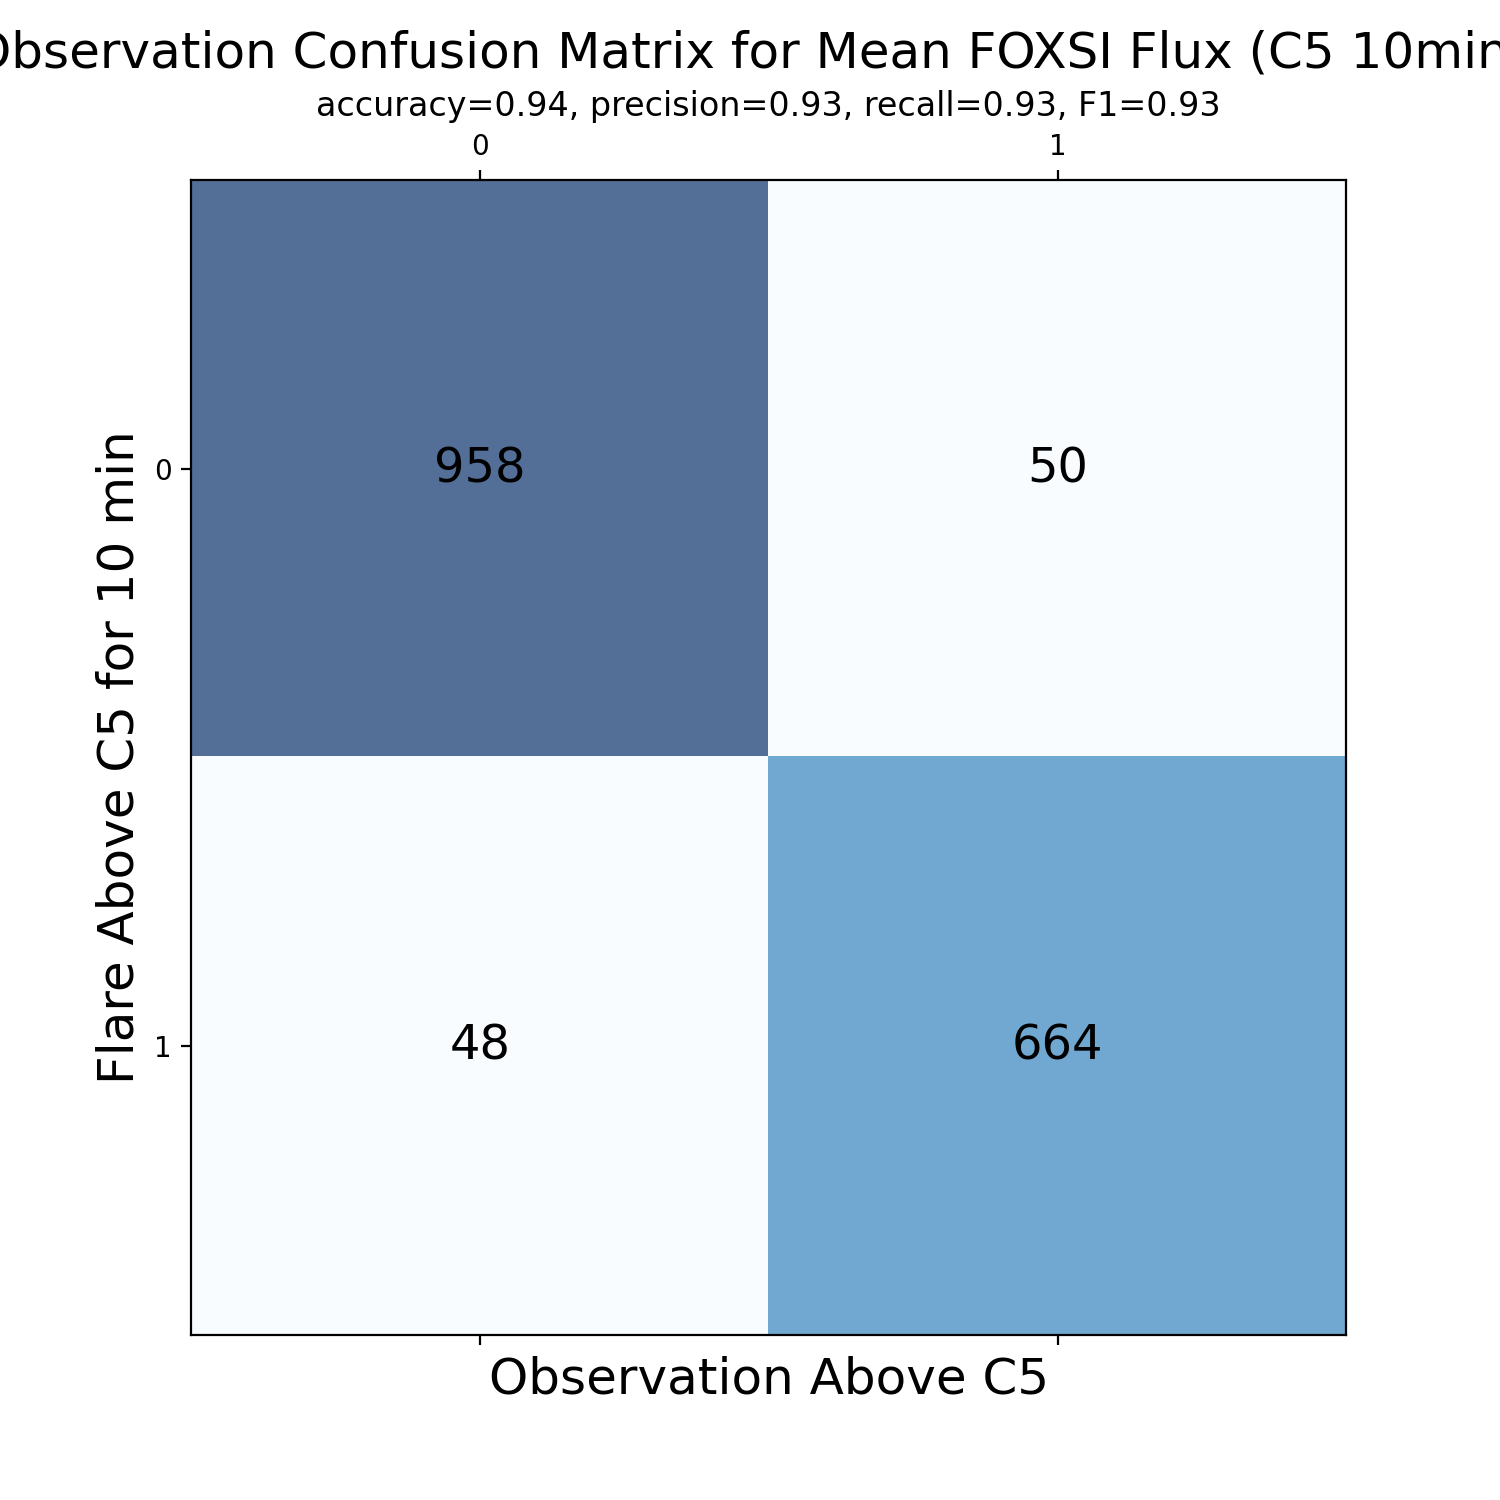 Observation Confusion Matrix for Mean FOXSI Flux (C5 10min
accuracy=0.94, precision=0.93, recall=0.93, F1=0.93
0 1
Flare Above C5 for 10 min
0 958 50
1 48 664
Observation Above C5